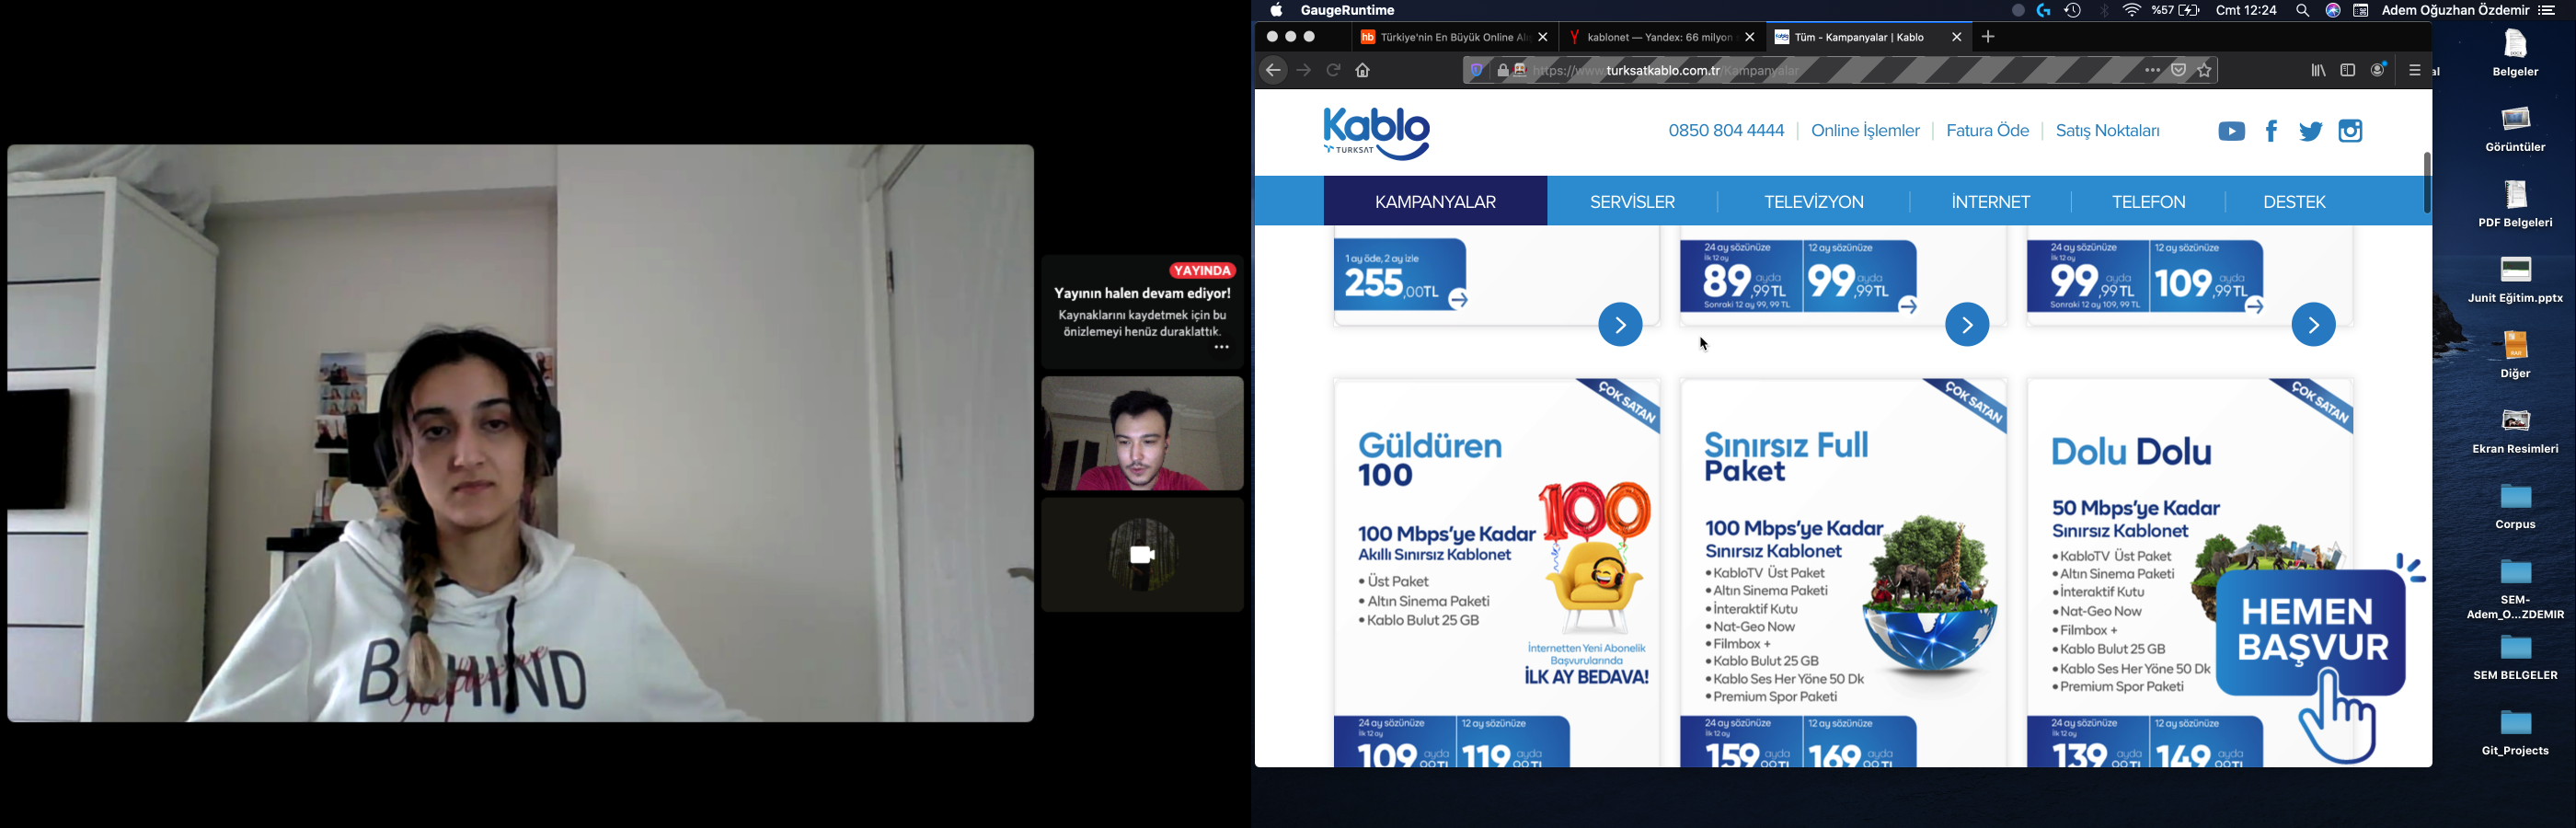 YAYINDA
Yayının halen devam ediyor!
Kaynaklarını kaydetmek için bu
önizlemeyi henüz duraklattık.
GaugeRuntime
%57
Cmt 12:24
Adem Oğuzhan Özdemir
Türkiye'nin En Büyük Online Alı
kablonet — Yandex: 66 milyon
Tüm - Kampanyalar | Kablo
https://www.turksatkablo.com.tr/Kampanyalar
Kablo
TURKSAT
0850 804 4444
Online İşlemler
Fatura Öde
Satış Noktaları
KAMPANYALAR
SERVİSLER
TELEVİZYON
İNTERNET
TELEFON
DESTEK
1 ay öde, 2 ay izle
255,00TL
24 ay sözünüze
İlk 12 ay
89,99TL ayda
Sonraki 12 ay 99, 99 TL
12 ay sözünüze
99,99TL ayda
24 ay sözünüze
İlk 12 ay
99,99TL ayda
Sonraki 12 ay 109, 99 TL
12 ay sözünüze
109,99TL ayda
ÇOK SATAN
Güldüren
100
100 Mbps'ye Kadar
Akıllı Sınırsız Kablonet
• Üst Paket
• Altın Sinema Paketi
• Kablo Bulut 25 GB
100
İnternetten Yeni Abonelik
Başvurularında
İLK AY BEDAVA!
24 ay sözünüze
İlk 12 ay
109 ayda
12 ay sözünüze
119 ayda
ÇOK SATAN
Sınırsız Full
Paket
100 Mbps'ye Kadar
Sınırsız Kablonet
• KabloTV Üst Paket
• Altın Sinema Paketi
• İnteraktif Kutu
• Nat-Geo Now
• Filmbox +
• Kablo Bulut 25 GB
• Kablo Ses Her Yöne 50 Dk
• Premium Spor Paketi
24 ay sözünüze
İlk 12 ay
159 ayda
12 ay sözünüze
169 ayda
ÇOK SATAN
Dolu Dolu
50 Mbps'ye Kadar
Sınırsız Kablonet
• KabloTV Üst Paket
• Altın Sinema Paketi
• İnteraktif Kutu
• Nat-Geo Now
• Filmbox +
• Kablo Bulut 25 GB
• Kablo Ses Her Yöne 50 Dk
• Premium Spor Paketi
24 ay sözünüze
İlk 12 ay
139 ayda
12 ay sözünüze
149 ayda
HEMEN
BAŞVUR
al
Belgeler
Görüntüler
PDF Belgeleri
Junit Eğitim.pptx
Diğer
Ekran Resimleri
Corpus
SEM-
Adem_O...ZDEMIR
SEM BELGELER
Git_Projects